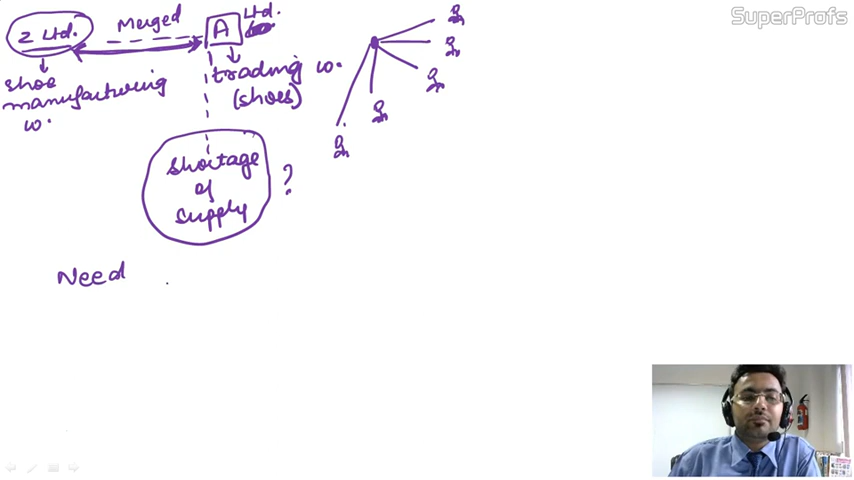 SuperProfs
Z Ltd. Merged A Ltd.
shoe
manufacturing
co.
trading co.
(shoes)
Shortage
of
Supply ?
Need